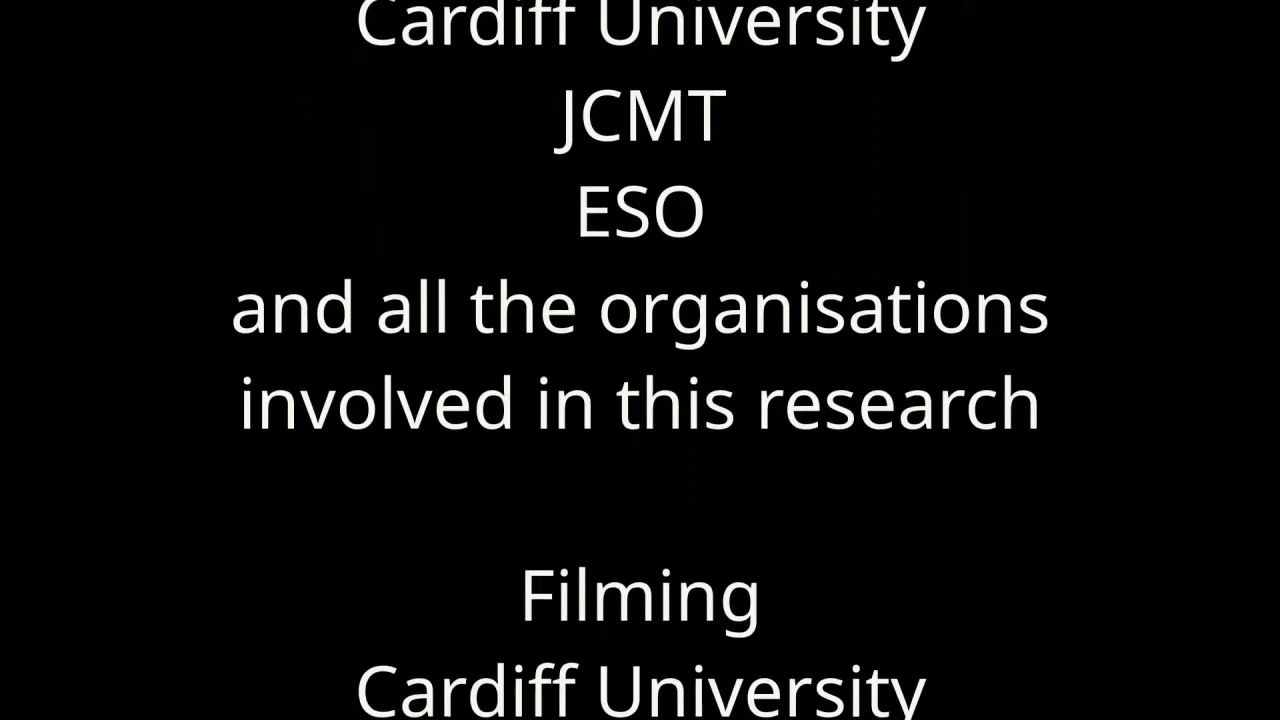 Cardiff University
JCMT
ESO
and all the organisations
involved in this research
Filming
Cardiff University